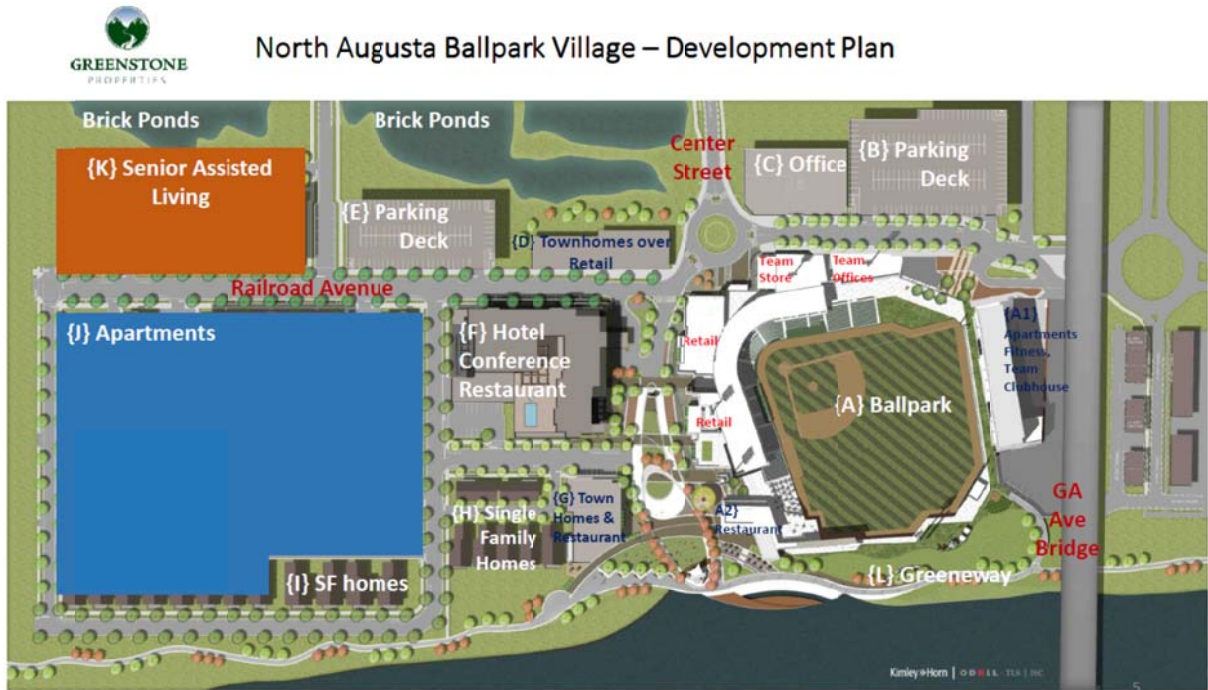 GREENSTONE
PROPERTIES
North Augusta Ballpark Village – Development Plan
Brick Ponds
Brick Ponds
{K} Senior Assisted
Living
{E} Parking
Deck
{D} Townhomes over
Retail
Center
Street
{C} Office
{B} Parking
Deck
Railroad Avenue
Team
Store
Team
Offices
{J} Apartments
{F} Hotel
Conference
Restaurant
Retail
Retail
{A} Ballpark
{A1}
Apartments
Fitness,
Team
Clubhouse
{H} Single
Family
Homes
{G} Town
Homes &
Restaurant
A2}
Restaurant
GA
Ave
Bridge
{I} SF homes
{L} Greeneway
Kimley»Horn | ODELL
5